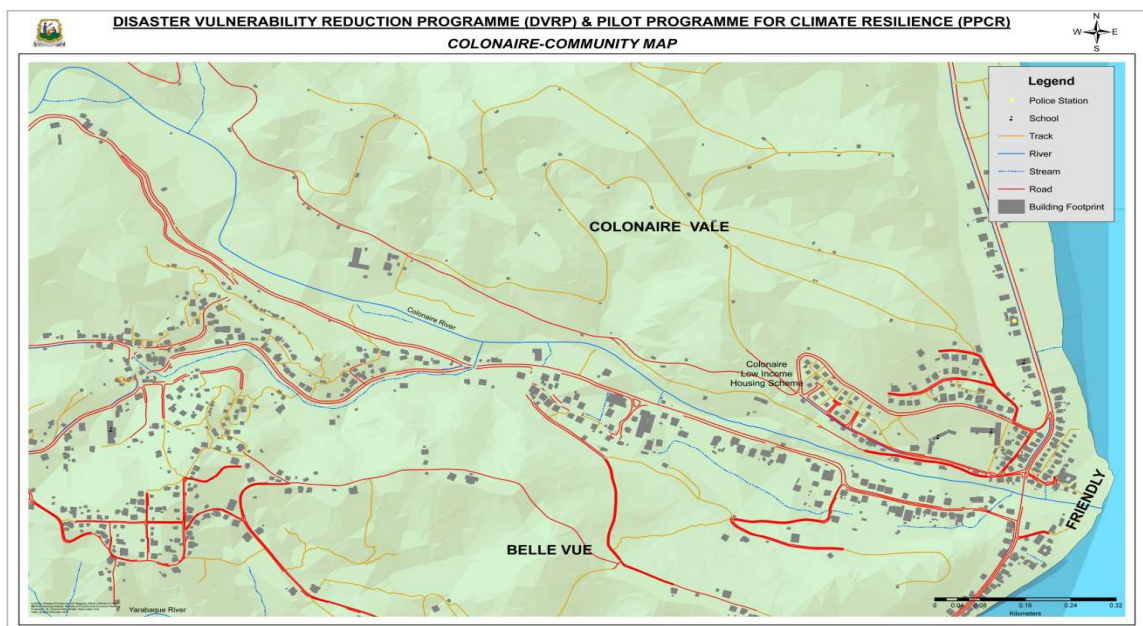 DISASTER VULNERABILITY REDUCTION PROGRAMME (DVRP) & PILOT PROGRAMME FOR CLIMATE RESILIENCE (PPCR)
COLONAIRE-COMMUNITY MAP
N
W E
S
Legend
Police Station
School
Track
River
Stream
Road
Building Footprint
COLONAIRE VALE
Colonaire River
Colonaire
Low Income
Housing Scheme
FRIENDLY
BELLE VUE
Yarabaque River
0 0.04 0.08 0.16 0.24 0.32
Kilometers